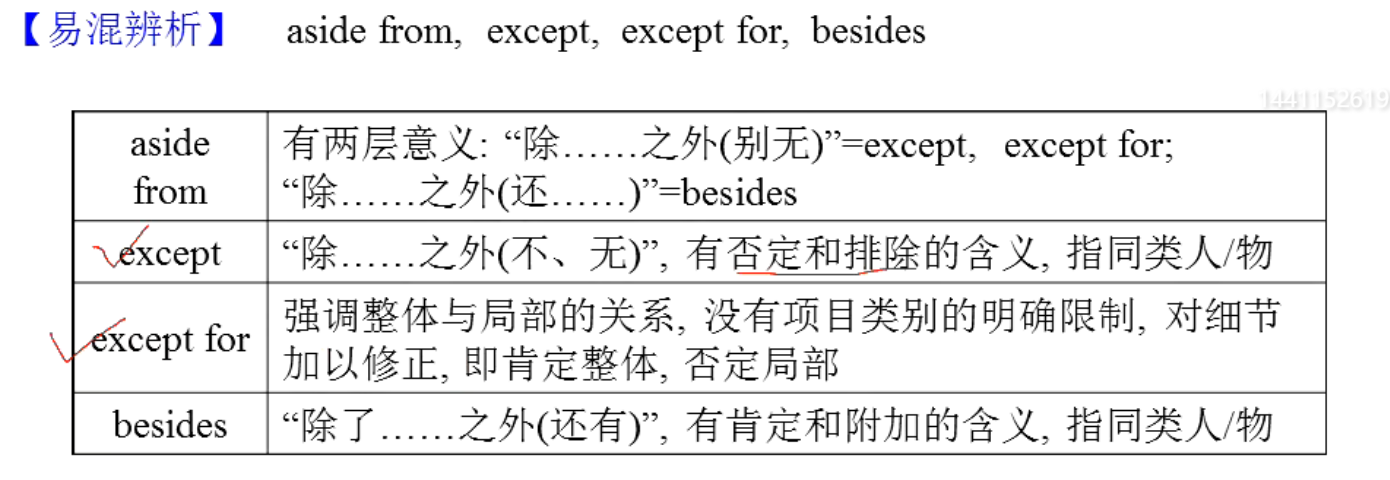 【易混辨析】 aside from, except, except for, besides
1441152619
aside from
有两层意义: “除……之外(别无)”=except, except for;
“除……之外(还……)”=besides
except
“除……之外(不、无)”, 有否定和排除的含义, 指同类人/物
except for
强调整体与局部的关系, 没有项目类别的明确限制, 对细节
加以修正, 即肯定整体, 否定局部
besides
“除了……之外(还有)”, 有肯定和附加的含义, 指同类人/物